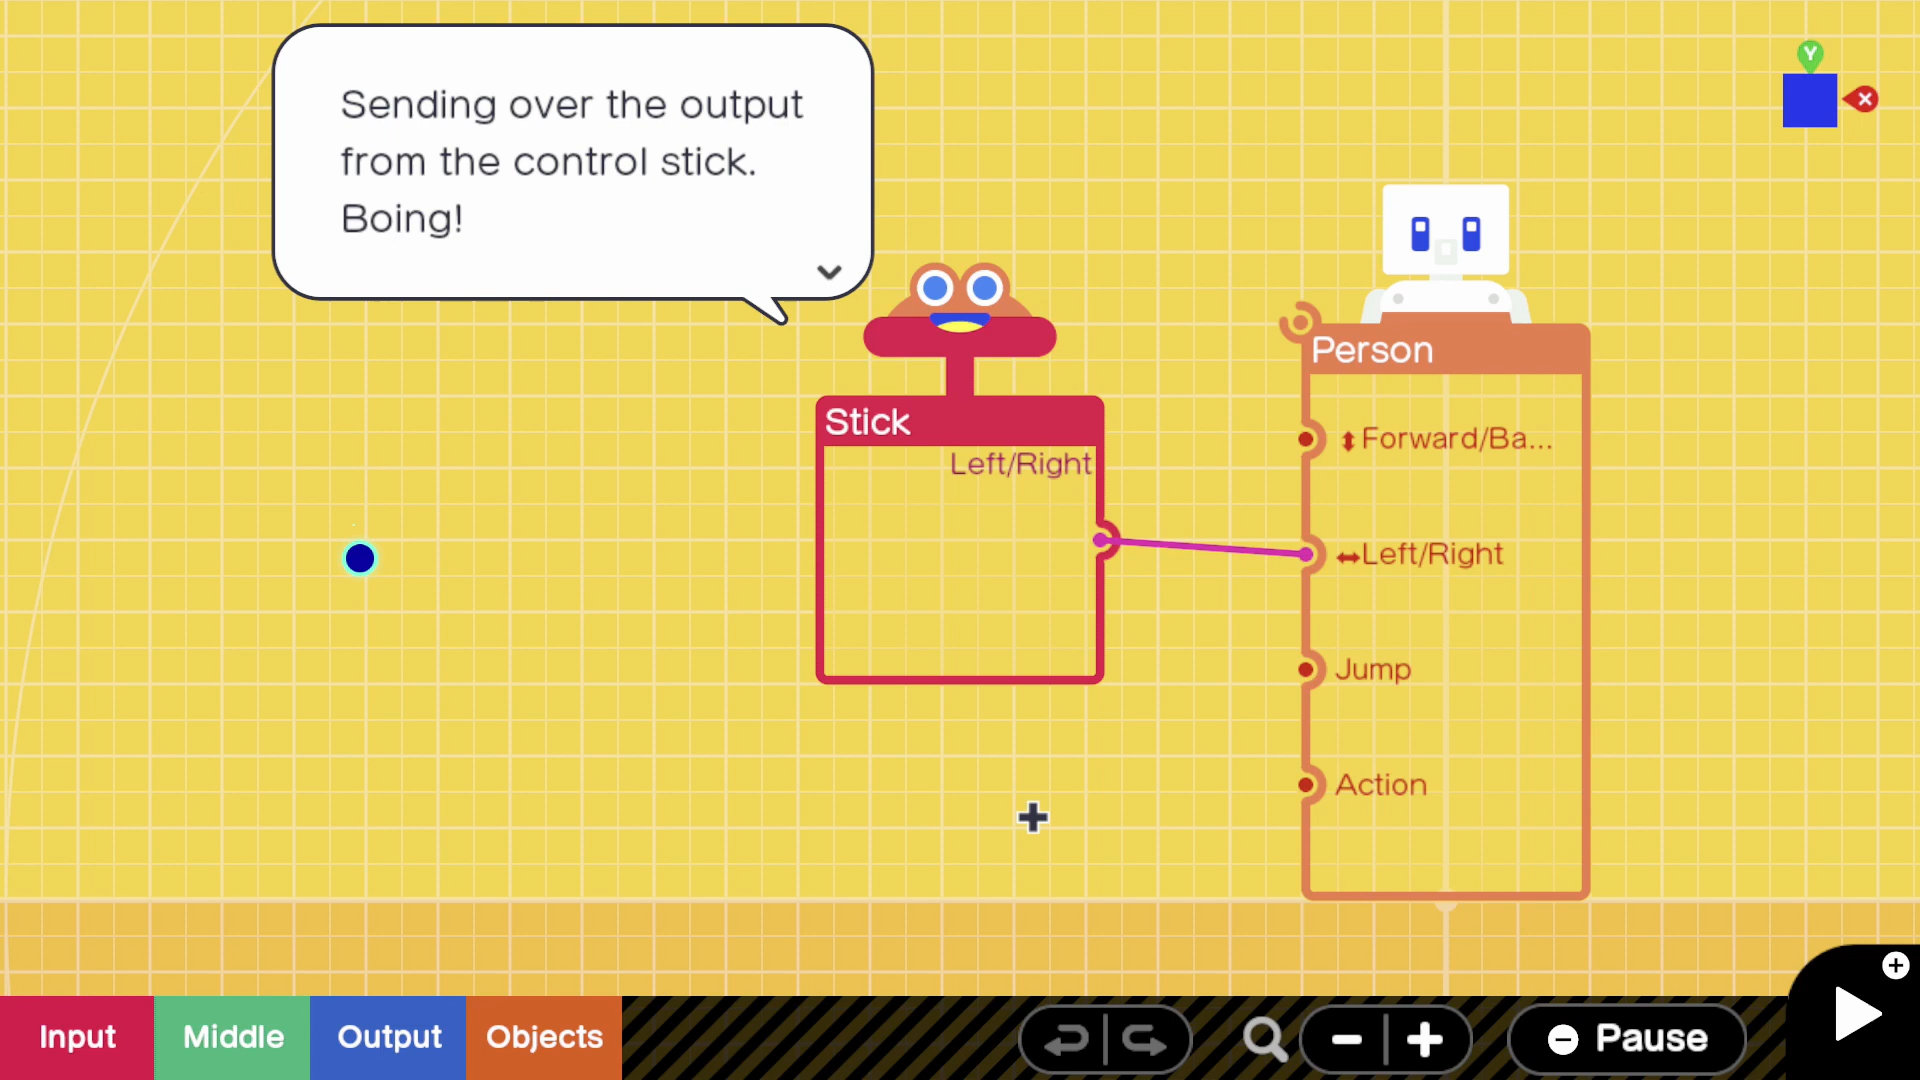 Sending over the output
from the control stick.
Boing!
Y
X
Person
Stick
Left/Right
Forward/Ba...
Left/Right
Jump
Action
Input
Middle
Output
Objects
Pause